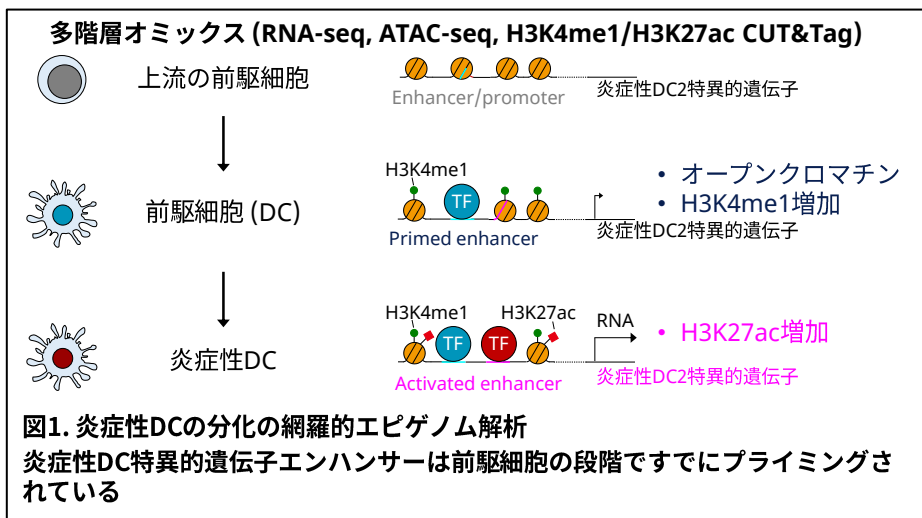 多階層オミックス (RNA-seq, ATAC-seq, H3K4me1/H3K27ac CUT&Tag)
上流の前駆細胞
Enhancer/promoter
炎症性DC2特異的遺伝子
前駆細胞 (DC)
H3K4me1
TF
Primed enhancer
炎症性DC2特異的遺伝子
• オープンクロマチン
• H3K4me1増加
炎症性DC
H3K4me1
H3K27ac
TF
TF
RNA
Activated enhancer
炎症性DC2特異的遺伝子
• H3K27ac増加
図1. 炎症性DCの分化の網羅的エピゲノム解析
炎症性DC特異的遺伝子エンハンサーは前駆細胞の段階ですでにプライミングさ
れている